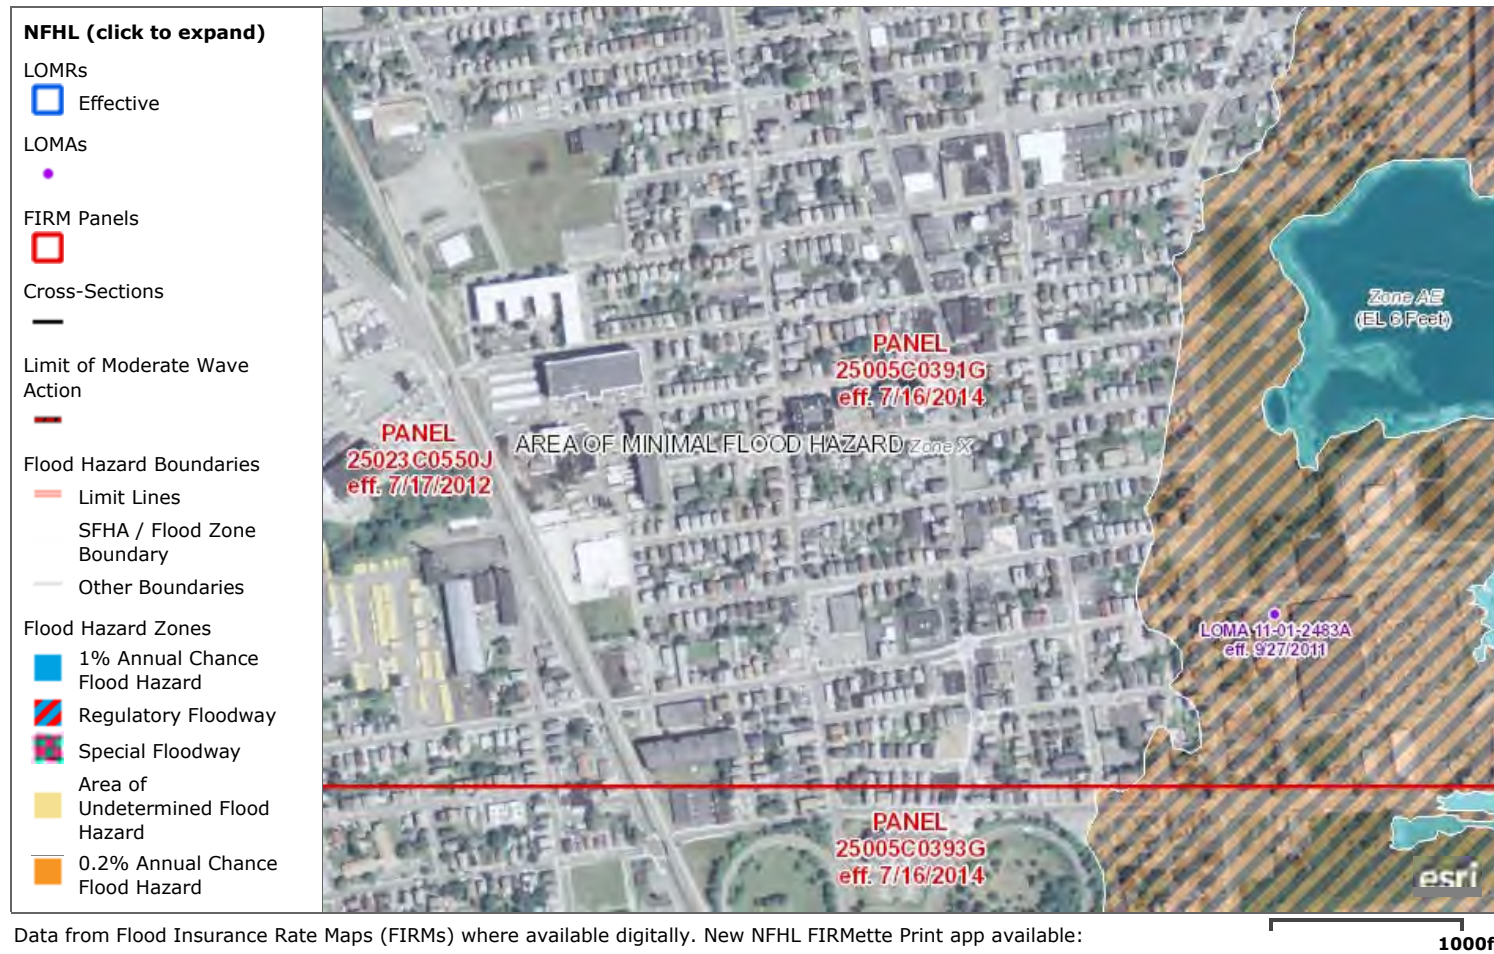 NFHL (click to expand)
LOMRs
Effective
LOMAs
FIRM Panels
Cross-Sections
Limit of Moderate Wave
Action
Flood Hazard Boundaries
Limit Lines
SFHA / Flood Zone
Boundary
Other Boundaries
Flood Hazard Zones
1% Annual Chance
Flood Hazard
Regulatory Floodway
Special Floodway
Area of
Undetermined Flood
Hazard
0.2% Annual Chance
Flood Hazard
Zone AE
(EL 6 Feet)
PANEL
25005C0391G
eff. 7/16/2014
PANEL
25023C0550J
eff. 7/17/2012
AREA OF MINIMAL FLOOD HAZARD Zone X
LOMA 11-01-2483A
eff. 9/27/2011
PANEL
25005C0393G
eff. 7/16/2014
esri
Data from Flood Insurance Rate Maps (FIRMs) where available digitally. New NFHL FIRMette Print app available:
1000f